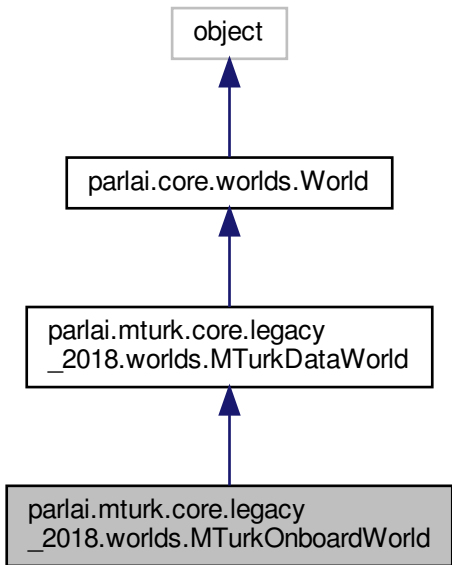 object
parlai.core.worlds.World
parlai.mturk.core.legacy
_2018.worlds.MTurkDataWorld
parlai.mturk.core.legacy
_2018.worlds.MTurkOnboardWorld